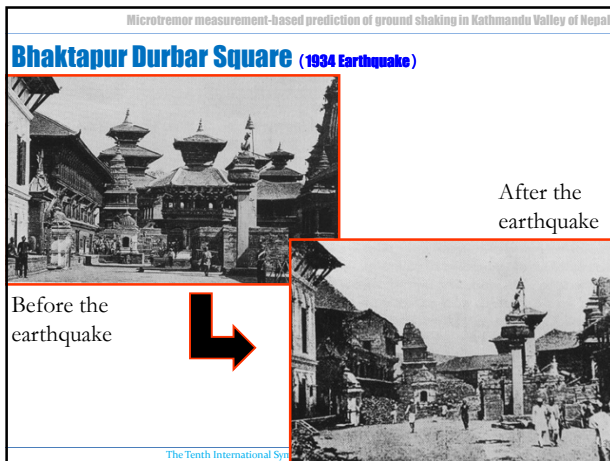 Microtremor measurement-based prediction of ground shaking in Kathmandu Valley of Nepal
Bhaktapur Durbar Square (1934 Earthquake)
After the
earthquake
Before the
earthquake
The Tenth International